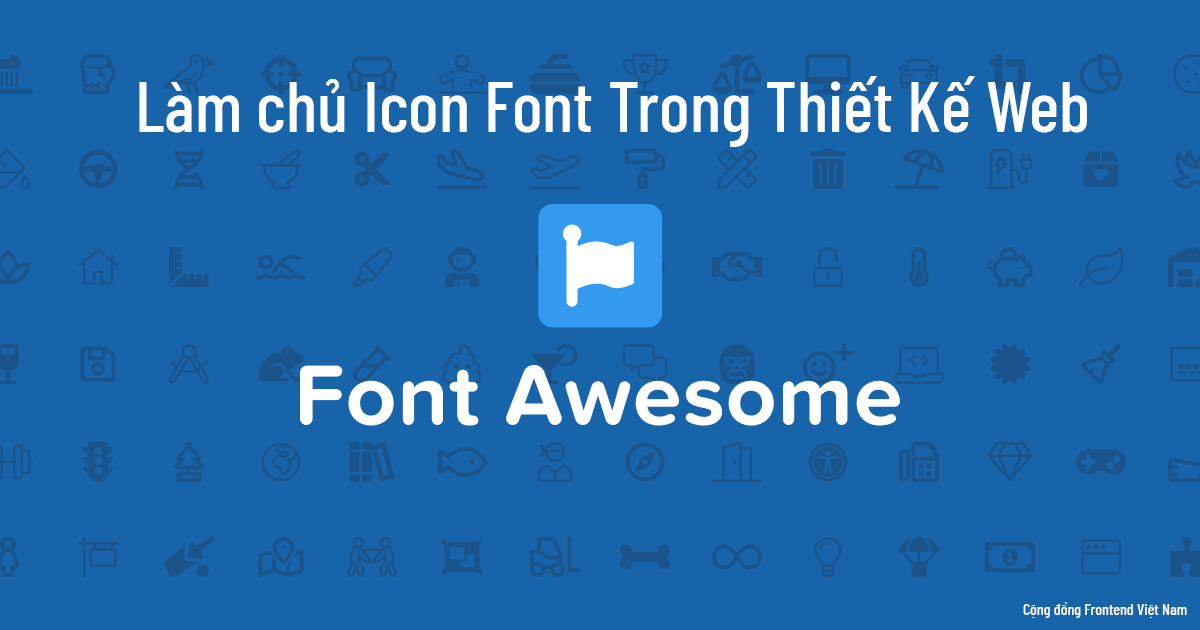 Làm chủ Icon Font Trong Thiết Kế Web
Font Awesome
Cộng đồng Frontend Việt Nam